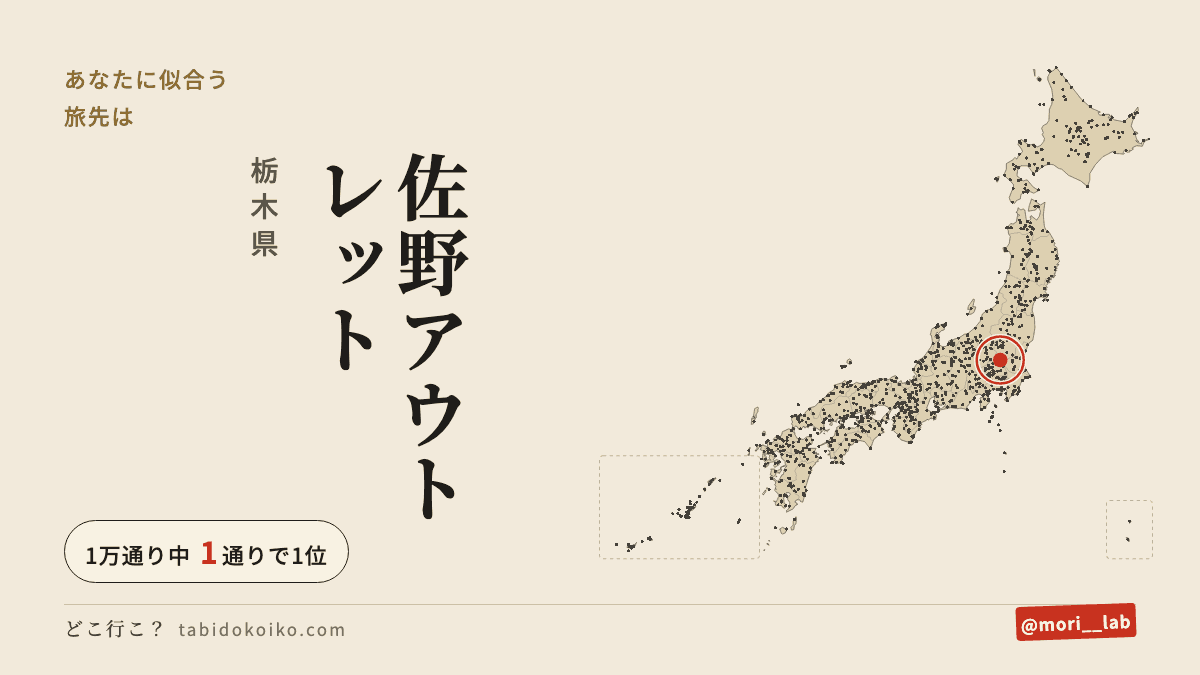 あなたに似合う
旅先は
佐野アウト
レット
栃木県
1万通り中 1通りで1位
どこ行こ? tabidokoiko.com
@mori__lab